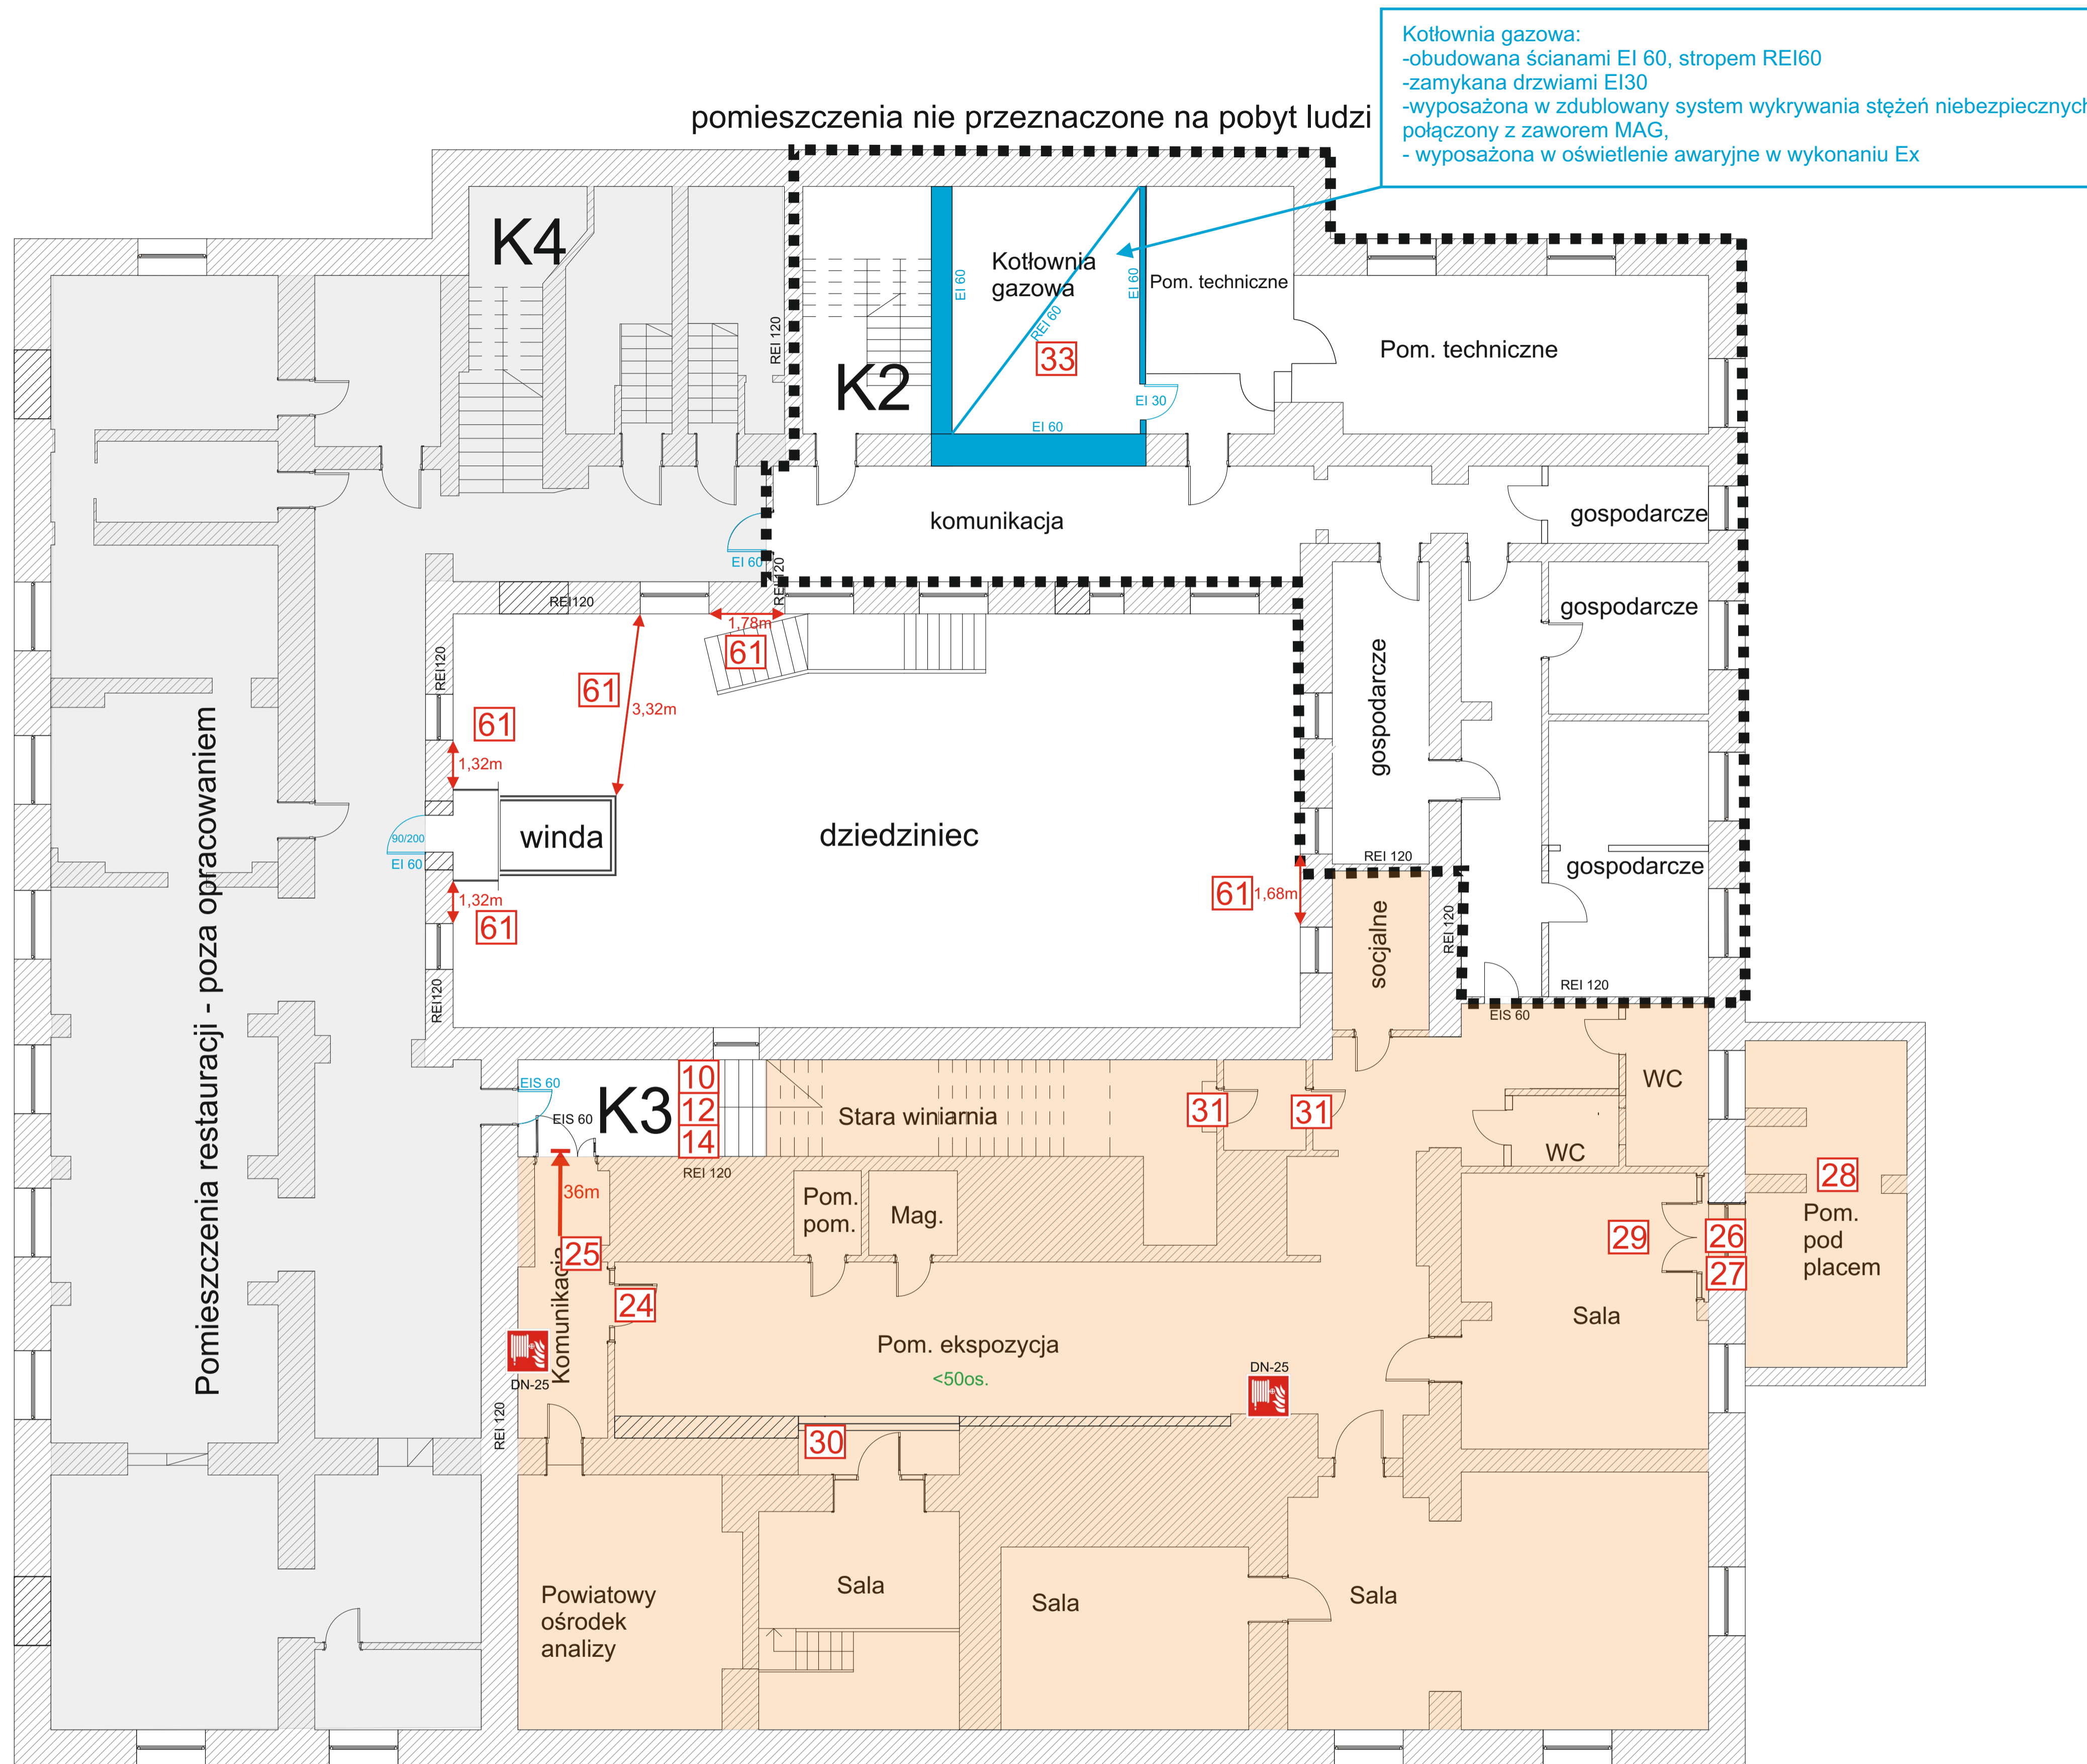 Kotłownia gazowa:
-obudowana ścianami EI 60, stropem REI60
-zamykana drzwiami EI30
-wyposażona w zdublowany system wykrywania stężeń niebezpiecznych
połączony z zaworem MAG,
- wyposażona w oświetlenie awaryjne w wykonaniu Ex
pomieszczenia nie przeznaczone na pobyt ludzi
K4
REI 120
K2
EI 60
Kotłownia
gazowa
EI 60
REI 60
33
EI 30
EI 60
Pom. techniczne
Pom. techniczne
komunikacja
gospodarcze
EI 60
REI 120
REI120
1,78m
61
gospodarcze
REI120
61
3,32m
61
1,32m
gospodarcze
winda
90/200
EI 60
dziedziniec
REI 120
gospodarcze
1,32m
61
61
1,68m
socjalne
REI 120
REI 120
REI120
EIS 60
Pomieszczenia restauracji - poza opracowaniem
EIS 60
EIS 60
K3
10
12
14
REI 120
Stara winiarnia
31
31
WC
WC
36m
25
Komunikacja
24
Pom.
pom.
Mag.
29
26
27
28
Pom.
pod
placem
Sala
Pom. ekspozycja
<50os.
DN-25
DN-25
REI 120
30
Powiatowy
ośrodek
analizy
Sala
Sala
Sala